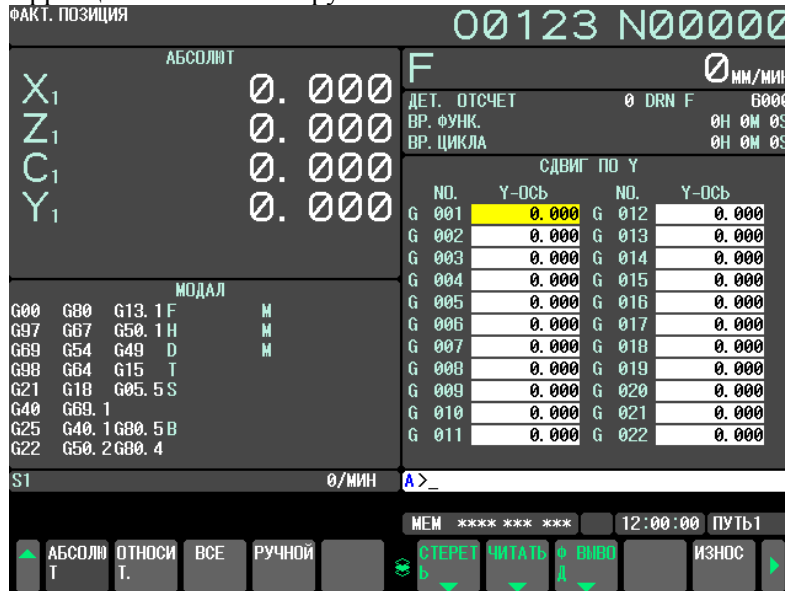 ФАКТ. ПОЗИЦИЯ
O0123 N00000
АБСОЛЮТ
X1 0.000
Z1 0.000
C1 0.000
Y1 0.000
F 0 ММ/МИН
ДЕТ. ОТСЧЕТ 0 DRN F 6000
ВР. ФУНК. 0H 0M 0S
ВР. ЦИКЛА 0H 0M 0S
СДВИГ ПО Y
NO. Y-ОСЬ NO. Y-ОСЬ
G 001 0.000 G 012 0.000
G 002 0.000 G 013 0.000
G 003 0.000 G 014 0.000
G 004 0.000 G 015 0.000
G 005 0.000 G 016 0.000
G 006 0.000 G 017 0.000
G 007 0.000 G 018 0.000
G 008 0.000 G 019 0.000
G 009 0.000 G 020 0.000
G 010 0.000 G 021 0.000
G 011 0.000 G 022 0.000
МОДАЛ
G00 G80 G13.1 F M
G97 G67 G50.1 H M
G69 G54 G49 D M
G98 G64 G15 T
G21 G18 G05.5 S
G40 G69.1
G25 G40.1 G80.5 B
G22 G50.2 G80.4
S1 0/МИН
A>_
MEM **** *** *** 12:00:00 ПУТЬ1
АБСОЛЮ
Т
ОТНОСИ
Т.
ВСЕ
РУЧНОЙ
СТЕРЕТ
Ь
ЧИТАТЬ
Ф ВЫВО
Д
ИЗНОС